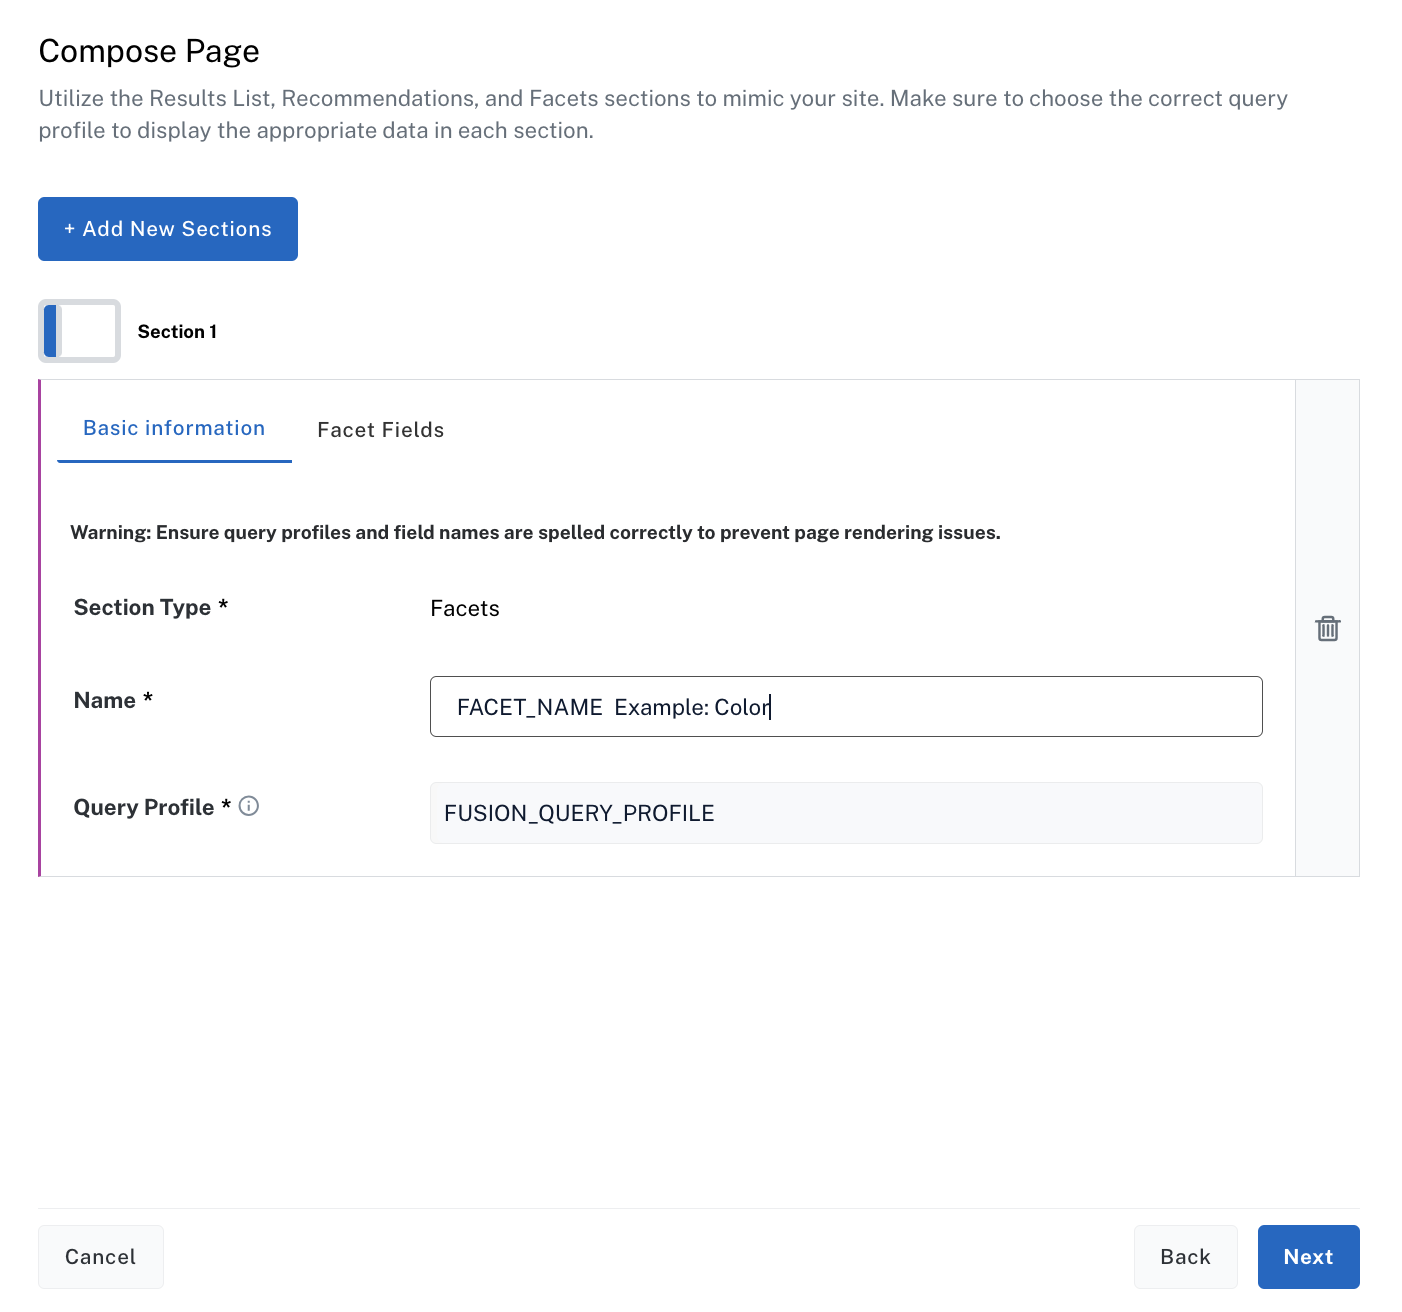 Compose Page
Utilize the Results List, Recommendations, and Facets sections to mimic your site. Make sure to choose the correct query
profile to display the appropriate data in each section.
+ Add New Sections
Section 1
Basic information
Facet Fields
Warning: Ensure query profiles and field names are spelled correctly to prevent page rendering issues.
Section Type *
Facets
Name *
FACET_NAME  Example: Color
Query Profile *
FUSION_QUERY_PROFILE
Cancel
Back
Next